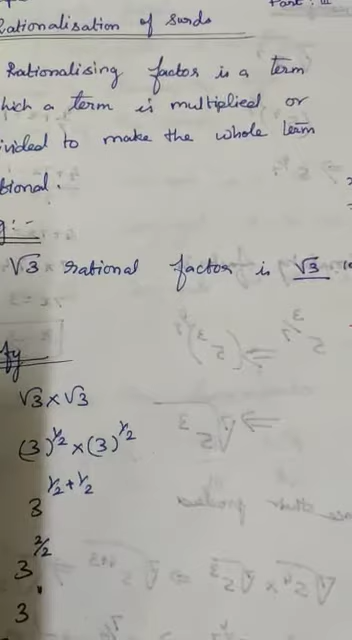 Rationalisation of Surds
Part: III
Rationalising factor is a term
which a term is multiplied or
divided to make the whole term
rational.
eg:-
√3 rational factor is √3
√3 × √3
(3)^1/2 × (3)^1/2
3^1/2 + 1/2
3^2/2
3